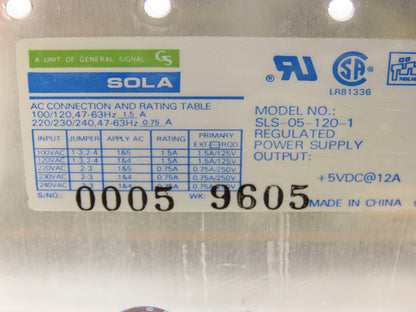 A UNIT OF GENERAL SIGNAL GS
SOLA
AC CONNECTION AND RATING TABLE
100/120,47-63Hz 1.5 A
220/230/240,47-63Hz 0.75 A
INPUT JUMPER APPLY AC RATING PRIMARY EXT ROD
100VAC 1-3,2-4 1&5 1.5A 1.5A/125V
120VAC 1-3,2-4 1&4 1.5A 1.5A/125V
220VAC 2-3 1&5 0.75A 0.75A/250V
230VAC 2-3 1&4 0.75A 0.75A/250V
240VAC 2-3 1&4 0.75A 0.75A/250V
S/NO.: 0005 WK: 9605
LR81336
MODEL NO.:
SLS-05-120-1
REGULATED
POWER SUPPLY
OUTPUT:
+5VDC@12A
MADE IN CHINA